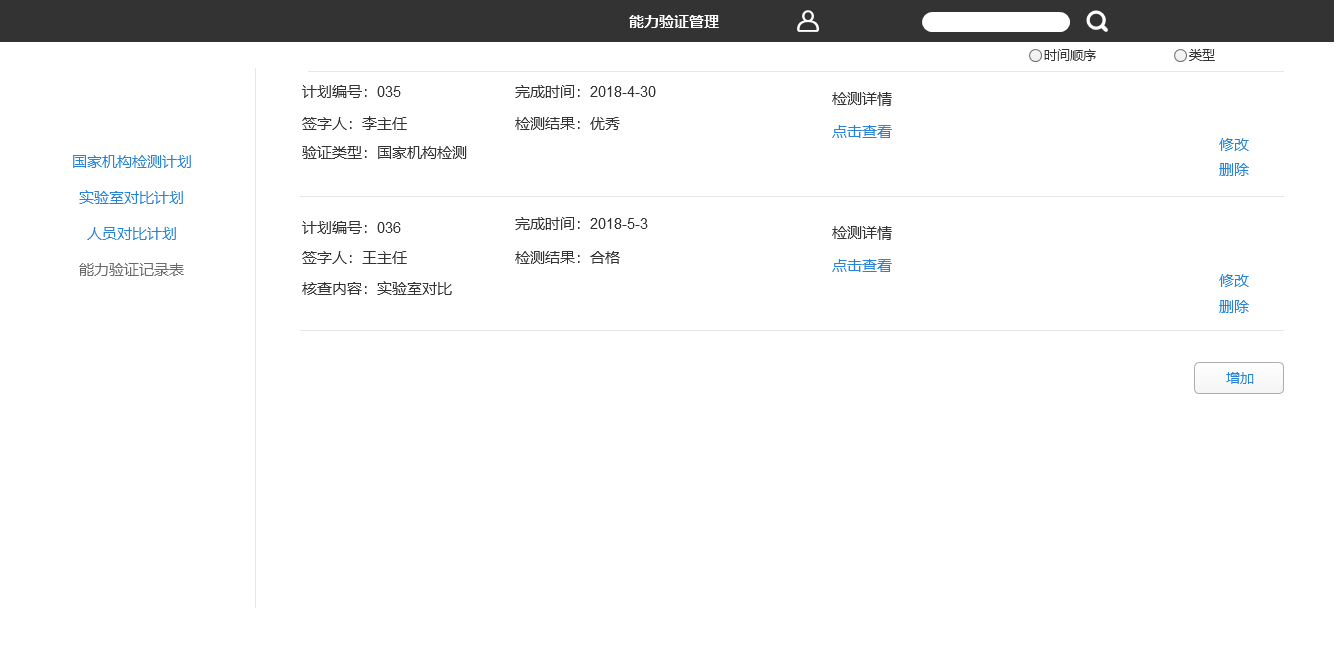 能力验证管理
时间顺序 类型
国家机构检测计划
实验室对比计划
人员对比计划
能力验证记录表
计划编号：035 完成时间：2018-4-30 检测详情
签字人：李主任 检测结果：优秀 点击查看
验证类型：国家机构检测 修改
删除
计划编号：036 完成时间：2018-5-3 检测详情
签字人：王主任 检测结果：合格 点击查看
核查内容：实验室对比 修改
删除
增加